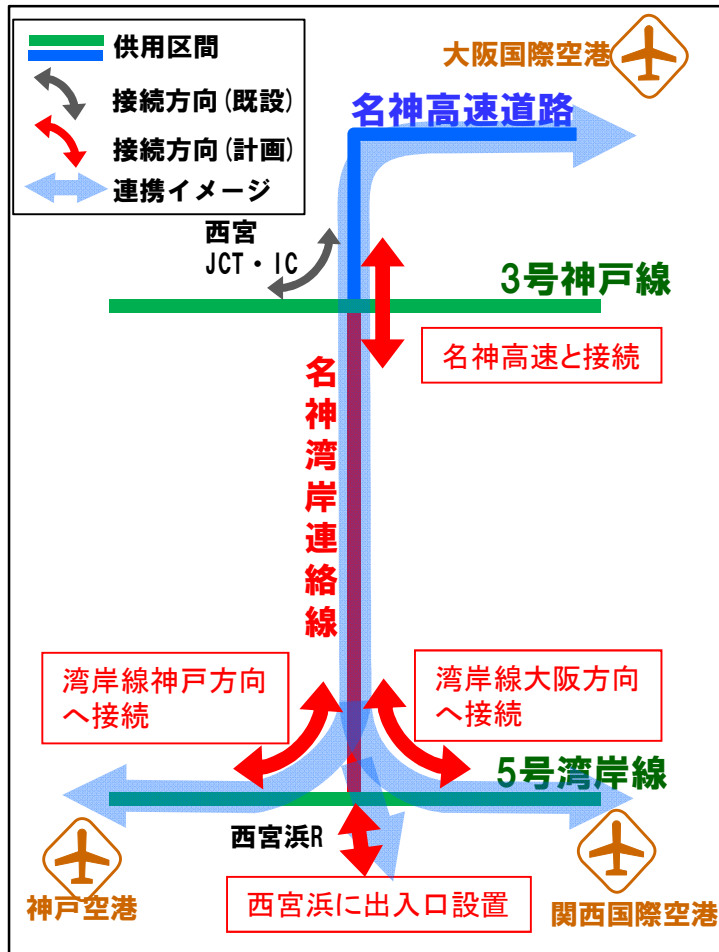 供用区間
接続方向(既設)
接続方向(計画)
連携イメージ
大阪国際空港
名神高速道路
西宮
JCT・IC
3号神戸線
名神高速と接続
名神湾岸連絡線
湾岸線神戸方向
へ接続
湾岸線大阪方向
へ接続
5号湾岸線
西宮浜R
神戸空港
西宮浜に出入口設置
関西国際空港